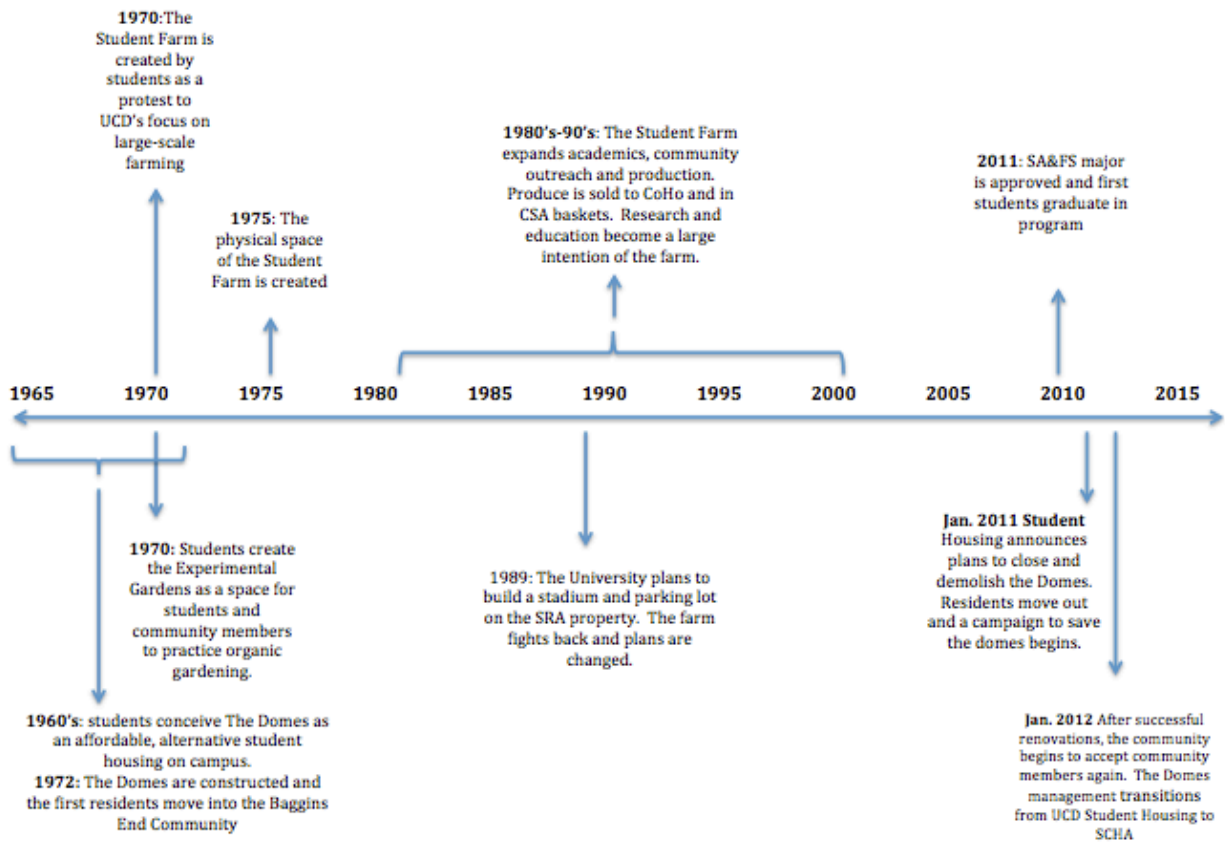 1970:The
Student Farm is
created by
students as a
protest to
UCD's focus on
large-scale
farming
1975: The
physical space
of the Student
Farm is created
1980's-90's: The Student Farm
expands academics, community
outreach and production.
Produce is sold to CoHo and in
CSA baskets.  Research and
education become a large
intention of the farm.
2011: SA&FS major
is approved and first
students graduate in
program
1965 1970 1975 1980 1985 1990 1995 2000 2005 2010 2015
1970: Students create
the Experimental
Gardens as a space for
students and
community members
to practice organic
gardening.
1960's: students conceive The Domes as
an affordable, alternative student
housing on campus.
1972: The Domes are constructed and
the first residents move into the Baggins
End Community
1989: The University plans to
build a stadium and parking lot
on the SRA property.  The farm
fights back and plans are
changed.
Jan. 2011 Student
Housing announces
plans to close and
demolish the Domes.
Residents move out
and a campaign to save
the domes begins.
Jan. 2012 After successful
renovations, the community
begins to accept community
members again.  The Domes
management transitions
from UCD Student Housing to
SCHA